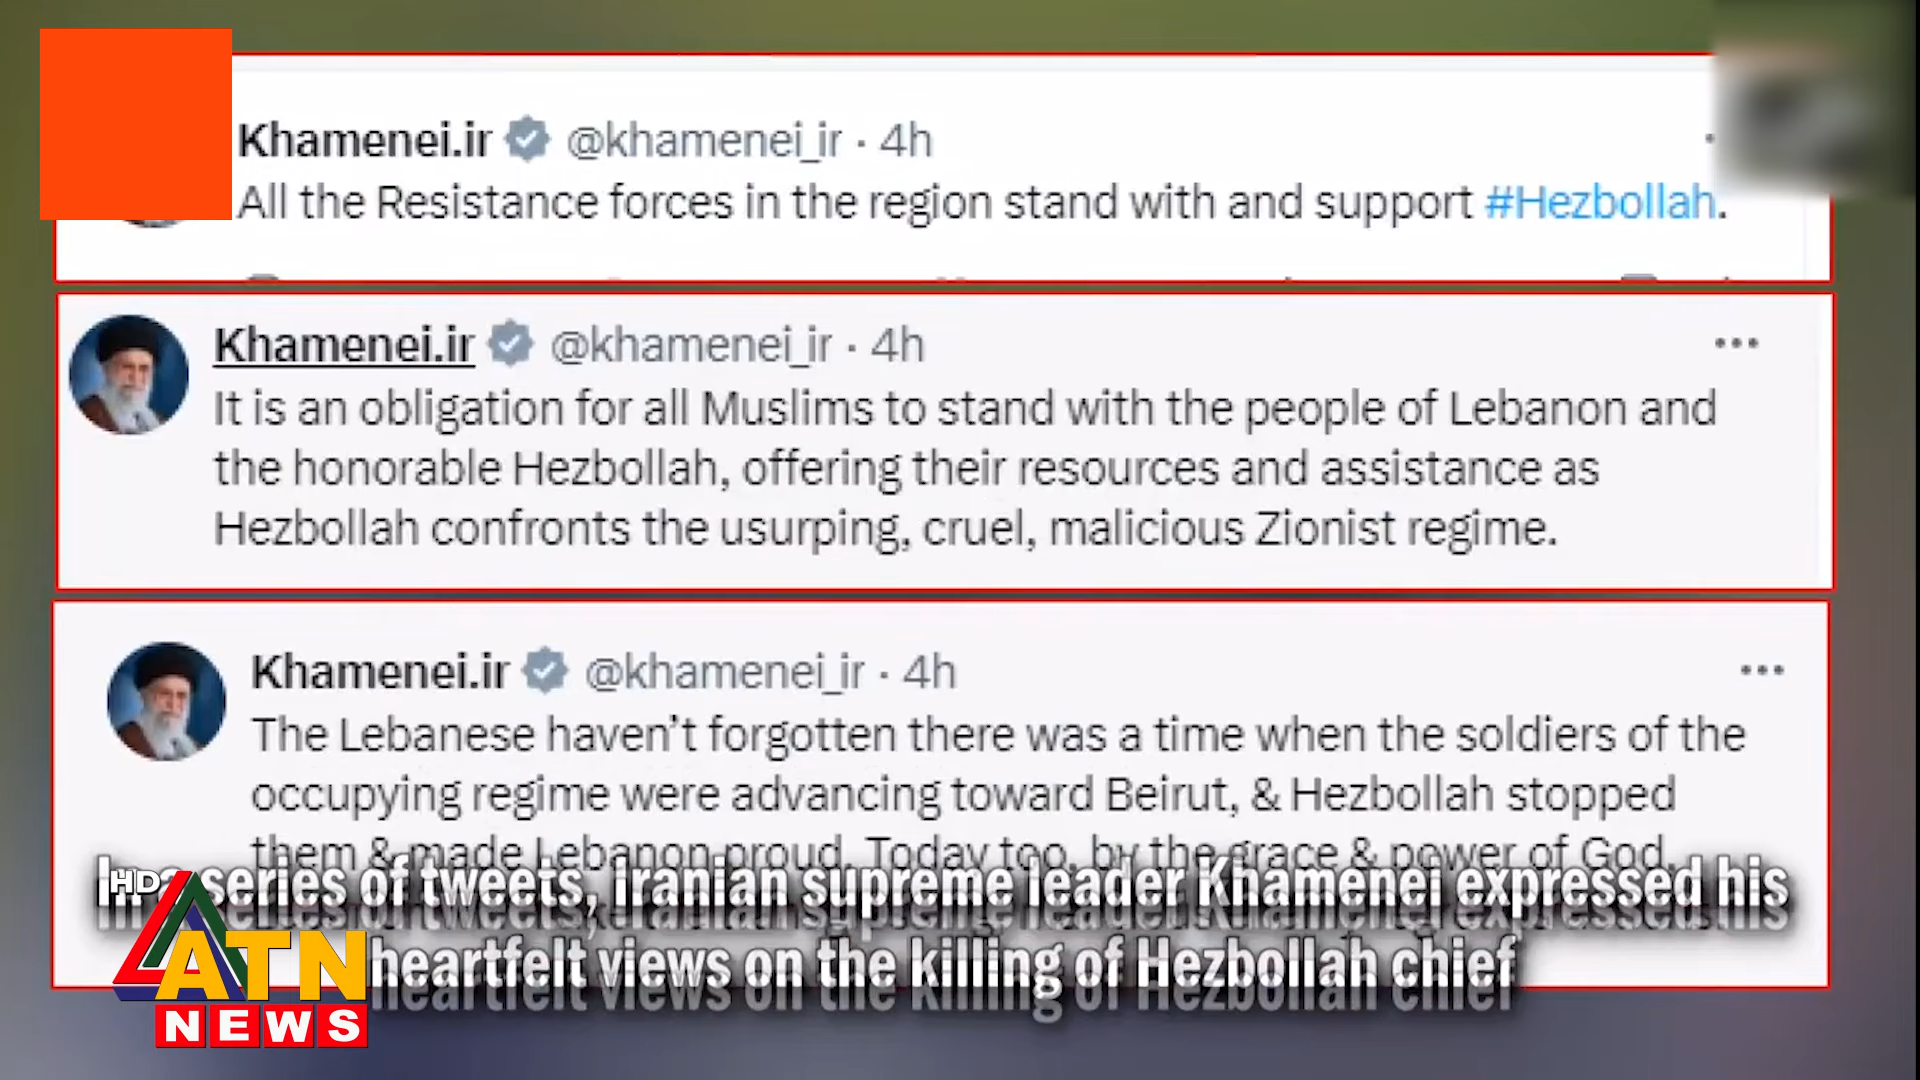 Khamenei.ir @khamenei_ir · 4h
All the Resistance forces in the region stand with and support #Hezbollah.
Khamenei.ir @khamenei_ir · 4h
It is an obligation for all Muslims to stand with the people of Lebanon and
the honorable Hezbollah, offering their resources and assistance as
Hezbollah confronts the usurping, cruel, malicious Zionist regime.
Khamenei.ir @khamenei_ir · 4h
The Lebanese haven't forgotten there was a time when the soldiers of the
occupying regime were advancing toward Beirut, & Hezbollah stopped
them & made Lebanon proud. Today too, by the grace & power of God,
series of tweets, Iranian supreme leader Khamenei expressed his
heartfelt views on the killing of Hezbollah chief
HD
ATN
NEWS